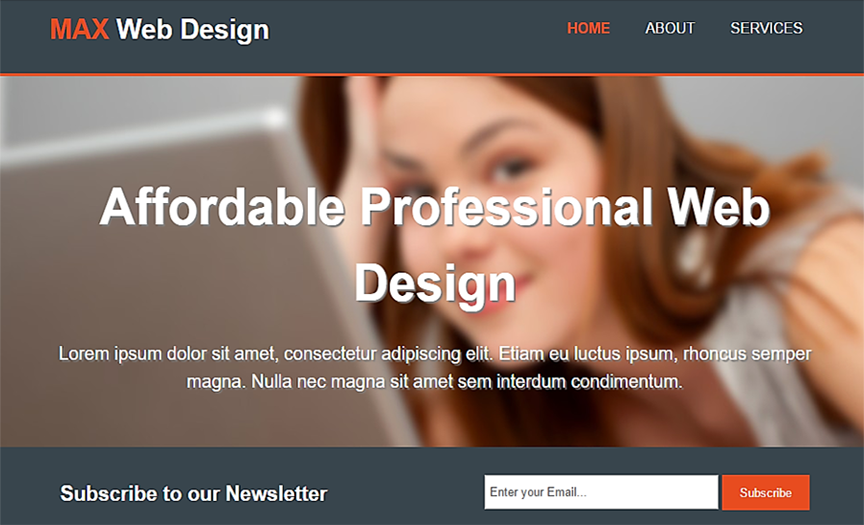 MAX Web Design
HOME ABOUT SERVICES
Affordable Professional Web
Design
Lorem ipsum dolor sit amet, consectetur adipiscing elit. Etiam eu luctus ipsum, rhoncus semper
magna. Nulla nec magna sit amet sem interdum condimentum.
Subscribe to our Newsletter
Enter your Email...
Subscribe